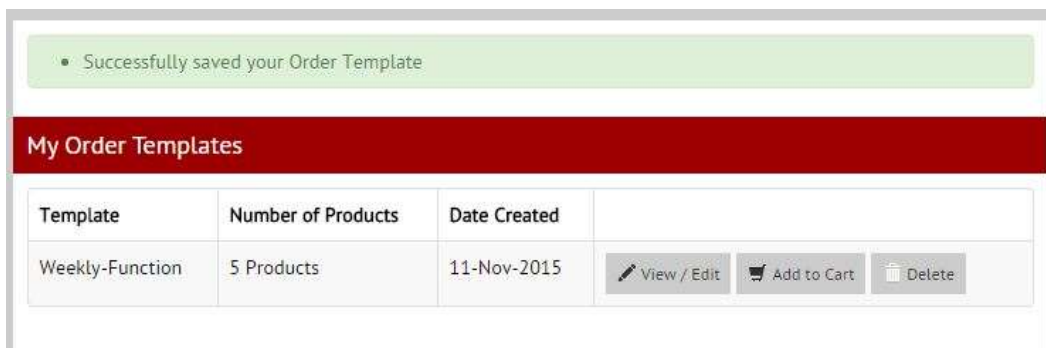 Successfully saved your Order Template
My Order Templates
Template Number of Products Date Created
Weekly-Function 5 Products 11-Nov-2015 View / Edit Add to Cart Delete